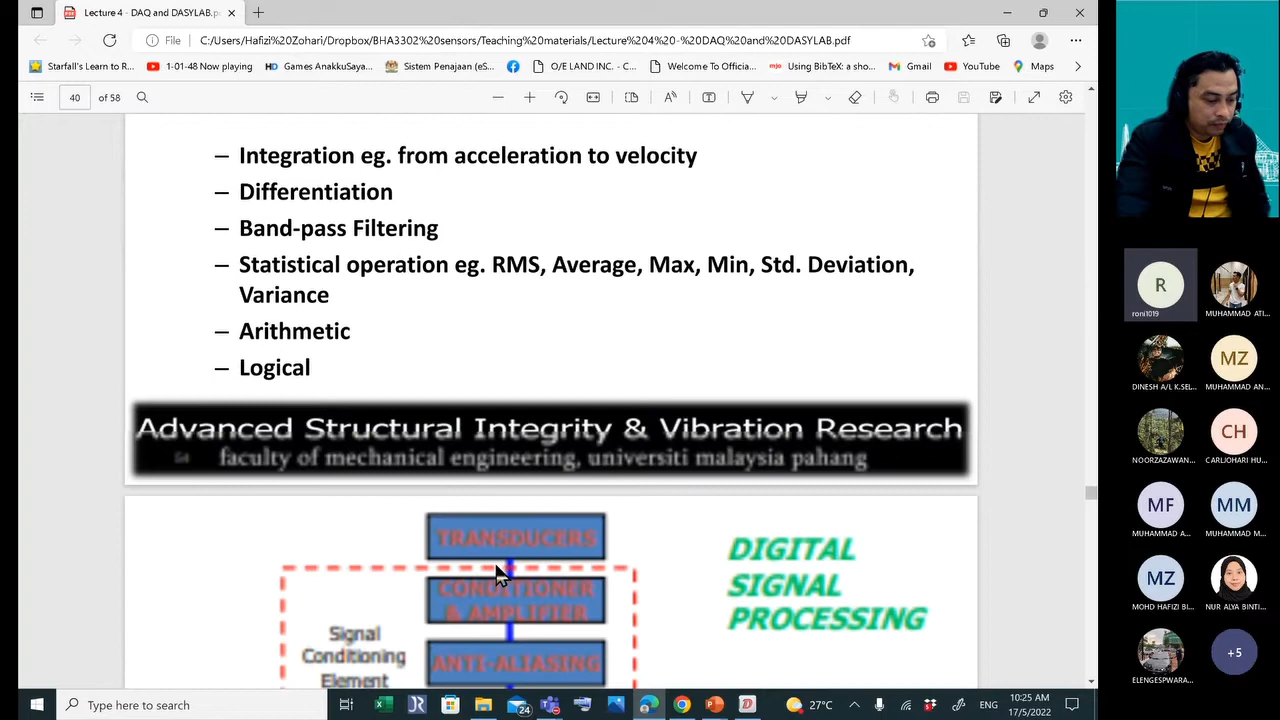 Lecture 4 - DAQ and DASYLAB.p
File
C:/Users/Hafizi%20Zohari/Dropbox/BHA3302%20sensors/Teaching%20materials/Lecture%204%20-%20DAQ%20and%20DASYLAB.pdf
Starfall's Learn to R...
1-01-48 Now playing
HD Games AnakkuSaya...
Sistem Penajaan (eS...
O/E LAND INC. - C...
Welcome To Officia...
mjo Using BibTeX: a sho...
Gmail
YouTube
Maps
40 of 58
– Integration eg. from acceleration to velocity
– Differentiation
– Band-pass Filtering
– Statistical operation eg. RMS, Average, Max, Min, Std. Deviation,
Variance
– Arithmetic
– Logical
Advanced Structural Integrity & Vibration Research
faculty of mechanical engineering, universiti malaysia pahang
TRANSDUCERS
CONDITIONER
& AMPLIFIER
ANTI-ALIASING
Signal
Conditioning
Element
DIGITAL
SIGNAL
PROCESSING
R
roni1019
MUHAMMAD ATI...
DINESH A/L K.SEL...
MZ
MUHAMMAD AN...
NOORZAZAWAN...
CH
CARLJOHARI HU...
MF
MUHAMMAD A...
MM
MUHAMMAD M...
MZ
MOHD HAFIZI BI...
NUR ALYA BINTI...
ELENGESPWARA...
+5
Type here to search
24
27°C
ENG
10:25 AM
17/5/2022